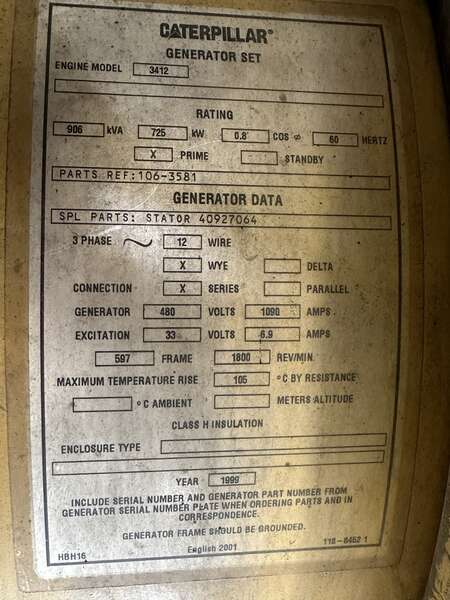 CATERPILLAR®
GENERATOR SET
ENGINE MODEL 3412
RATING
906 kVA 725 kW 0.8 COS ø 60 HERTZ
X PRIME STANDBY
PARTS REF:106-3581
GENERATOR DATA
SPL PARTS: STATOR 40927064
3 PHASE ~ 12 WIRE
X WYE DELTA
CONNECTION X SERIES PARALLEL
GENERATOR 480 VOLTS 1090 AMPS
EXCITATION 33 VOLTS 6.9 AMPS
597 FRAME 1800 REV/MIN.
MAXIMUM TEMPERATURE RISE 105 °C BY RESISTANCE
°C AMBIENT METERS ALTITUDE
CLASS H INSULATION
ENCLOSURE TYPE
YEAR 1999
INCLUDE SERIAL NUMBER AND GENERATOR PART NUMBER FROM
GENERATOR SERIAL NUMBER PLATE WHEN ORDERING PARTS AND IN
CORRESPONDENCE.
GENERATOR FRAME SHOULD BE GROUNDED.
HBH16 English 2001 118-8452 1